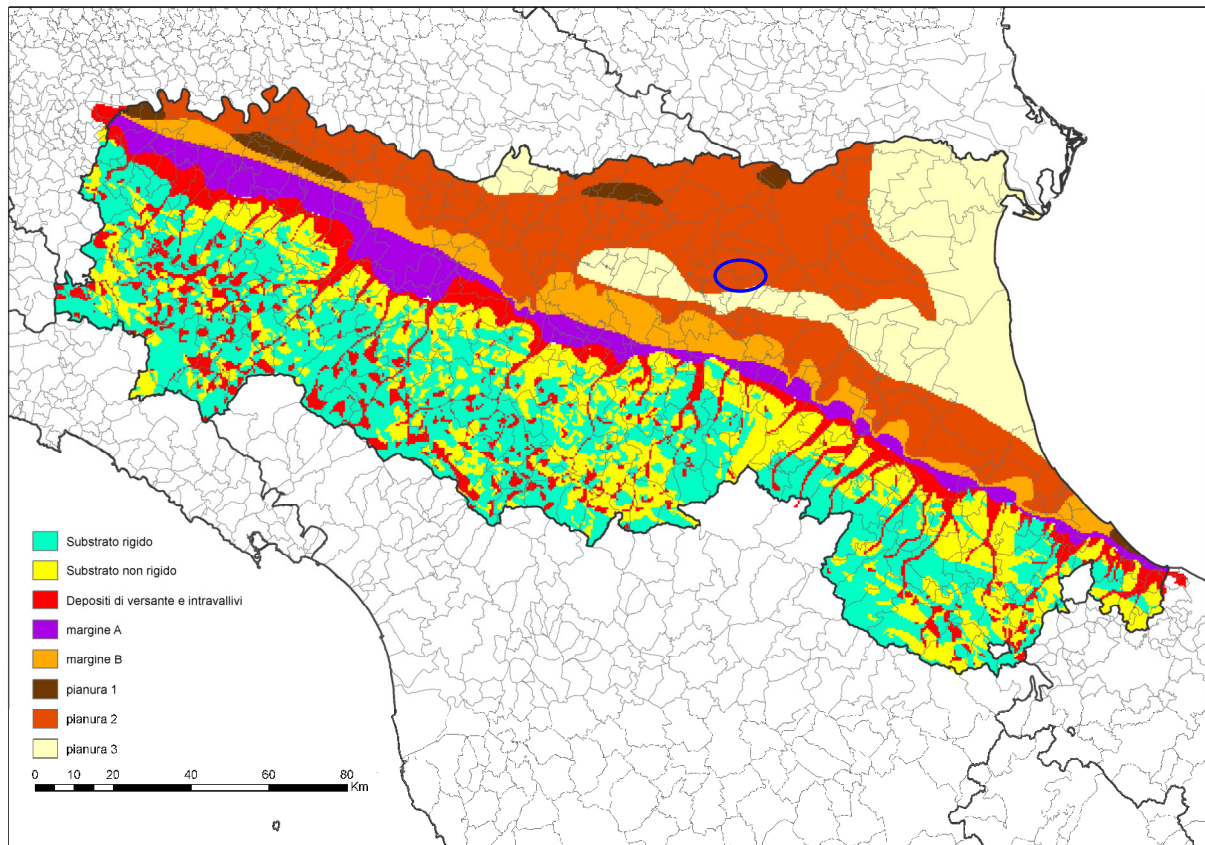 Substrato rigido
Substrato non rigido
Depositi di versante e intravallivi
margine A
margine B
pianura 1
pianura 2
pianura 3
0 10 20 40 60 80
Km